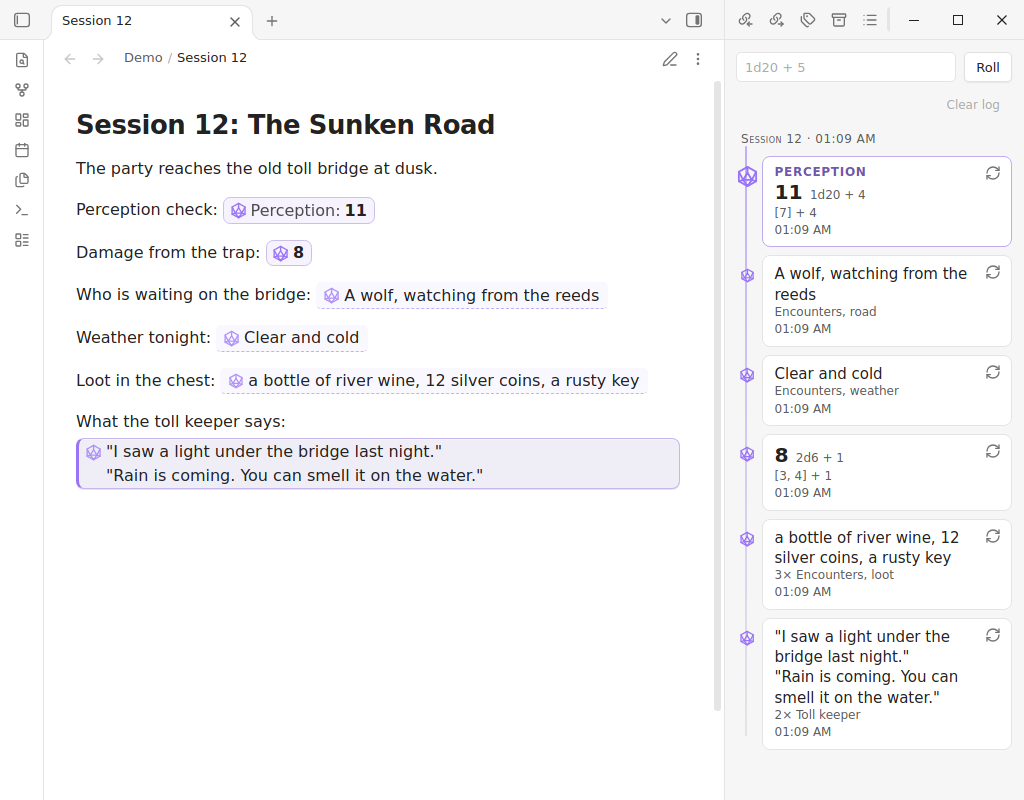 Session 12
Demo / Session 12
Session 12: The Sunken Road
The party reaches the old toll bridge at dusk.
Perception check: Perception: 11
Damage from the trap: 8
Who is waiting on the bridge: A wolf, watching from the reeds
Weather tonight: Clear and cold
Loot in the chest: a bottle of river wine, 12 silver coins, a rusty key
What the toll keeper says:
"I saw a light under the bridge last night."
"Rain is coming. You can smell it on the water."
1d20 + 5
Roll
Clear log
Session 12 · 01:09 AM
PERCEPTION
11 1d20 + 4
[7] + 4
01:09 AM
A wolf, watching from the
reeds
Encounters, road
01:09 AM
Clear and cold
Encounters, weather
01:09 AM
8 2d6 + 1
[3, 4] + 1
01:09 AM
a bottle of river wine, 12
silver coins, a rusty key
3× Encounters, loot
01:09 AM
"I saw a light under the
bridge last night."
"Rain is coming. You can
smell it on the water."
2× Toll keeper
01:09 AM